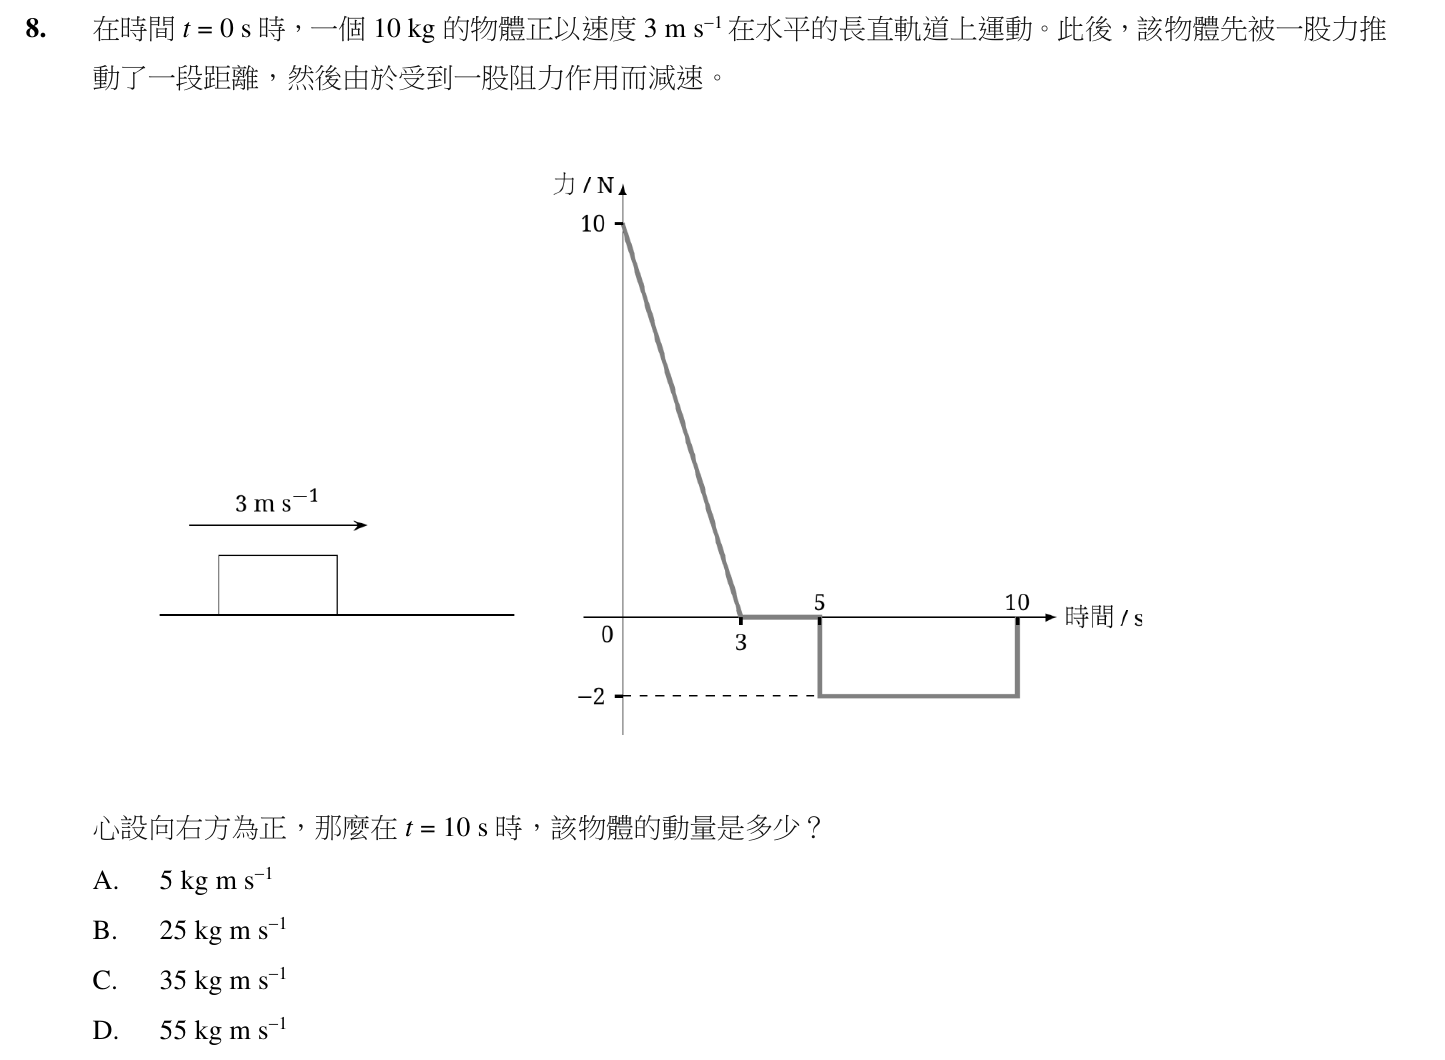 8. 在時間 t = 0 s 時，一個 10 kg 的物體正以速度 3 m s⁻¹ 在水平的長直軌道上運動。此後，該物體先被一股力推
動了一段距離，然後由於受到一股阻力作用而減速。
力 / N
10
3 m s⁻¹
5
10
時間 / s
0
3
−2
心設向右方為正，那麼在 t = 10 s 時，該物體的動量是多少？
A. 5 kg m s⁻¹
B. 25 kg m s⁻¹
C. 35 kg m s⁻¹
D. 55 kg m s⁻¹